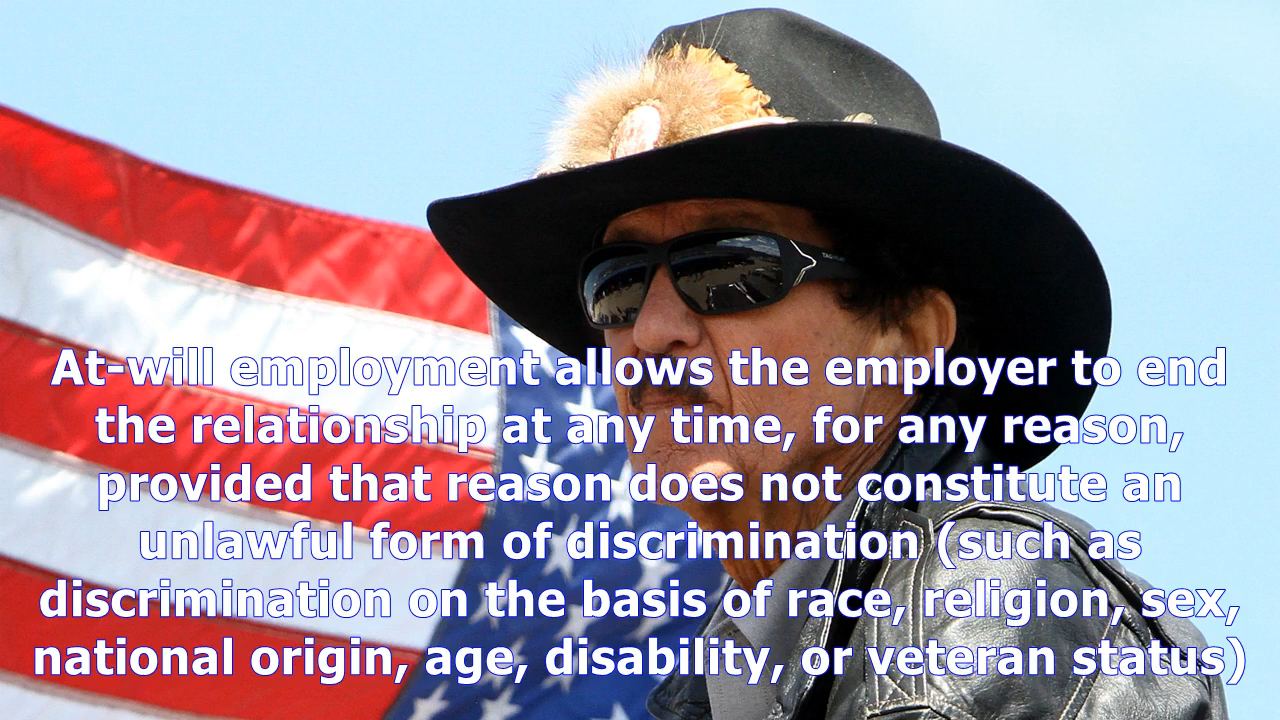 At-will employment allows the employer to end
the relationship at any time, for any reason,
provided that reason does not constitute an
unlawful form of discrimination (such as
discrimination on the basis of race, religion, sex,
national origin, age, disability, or veteran status)